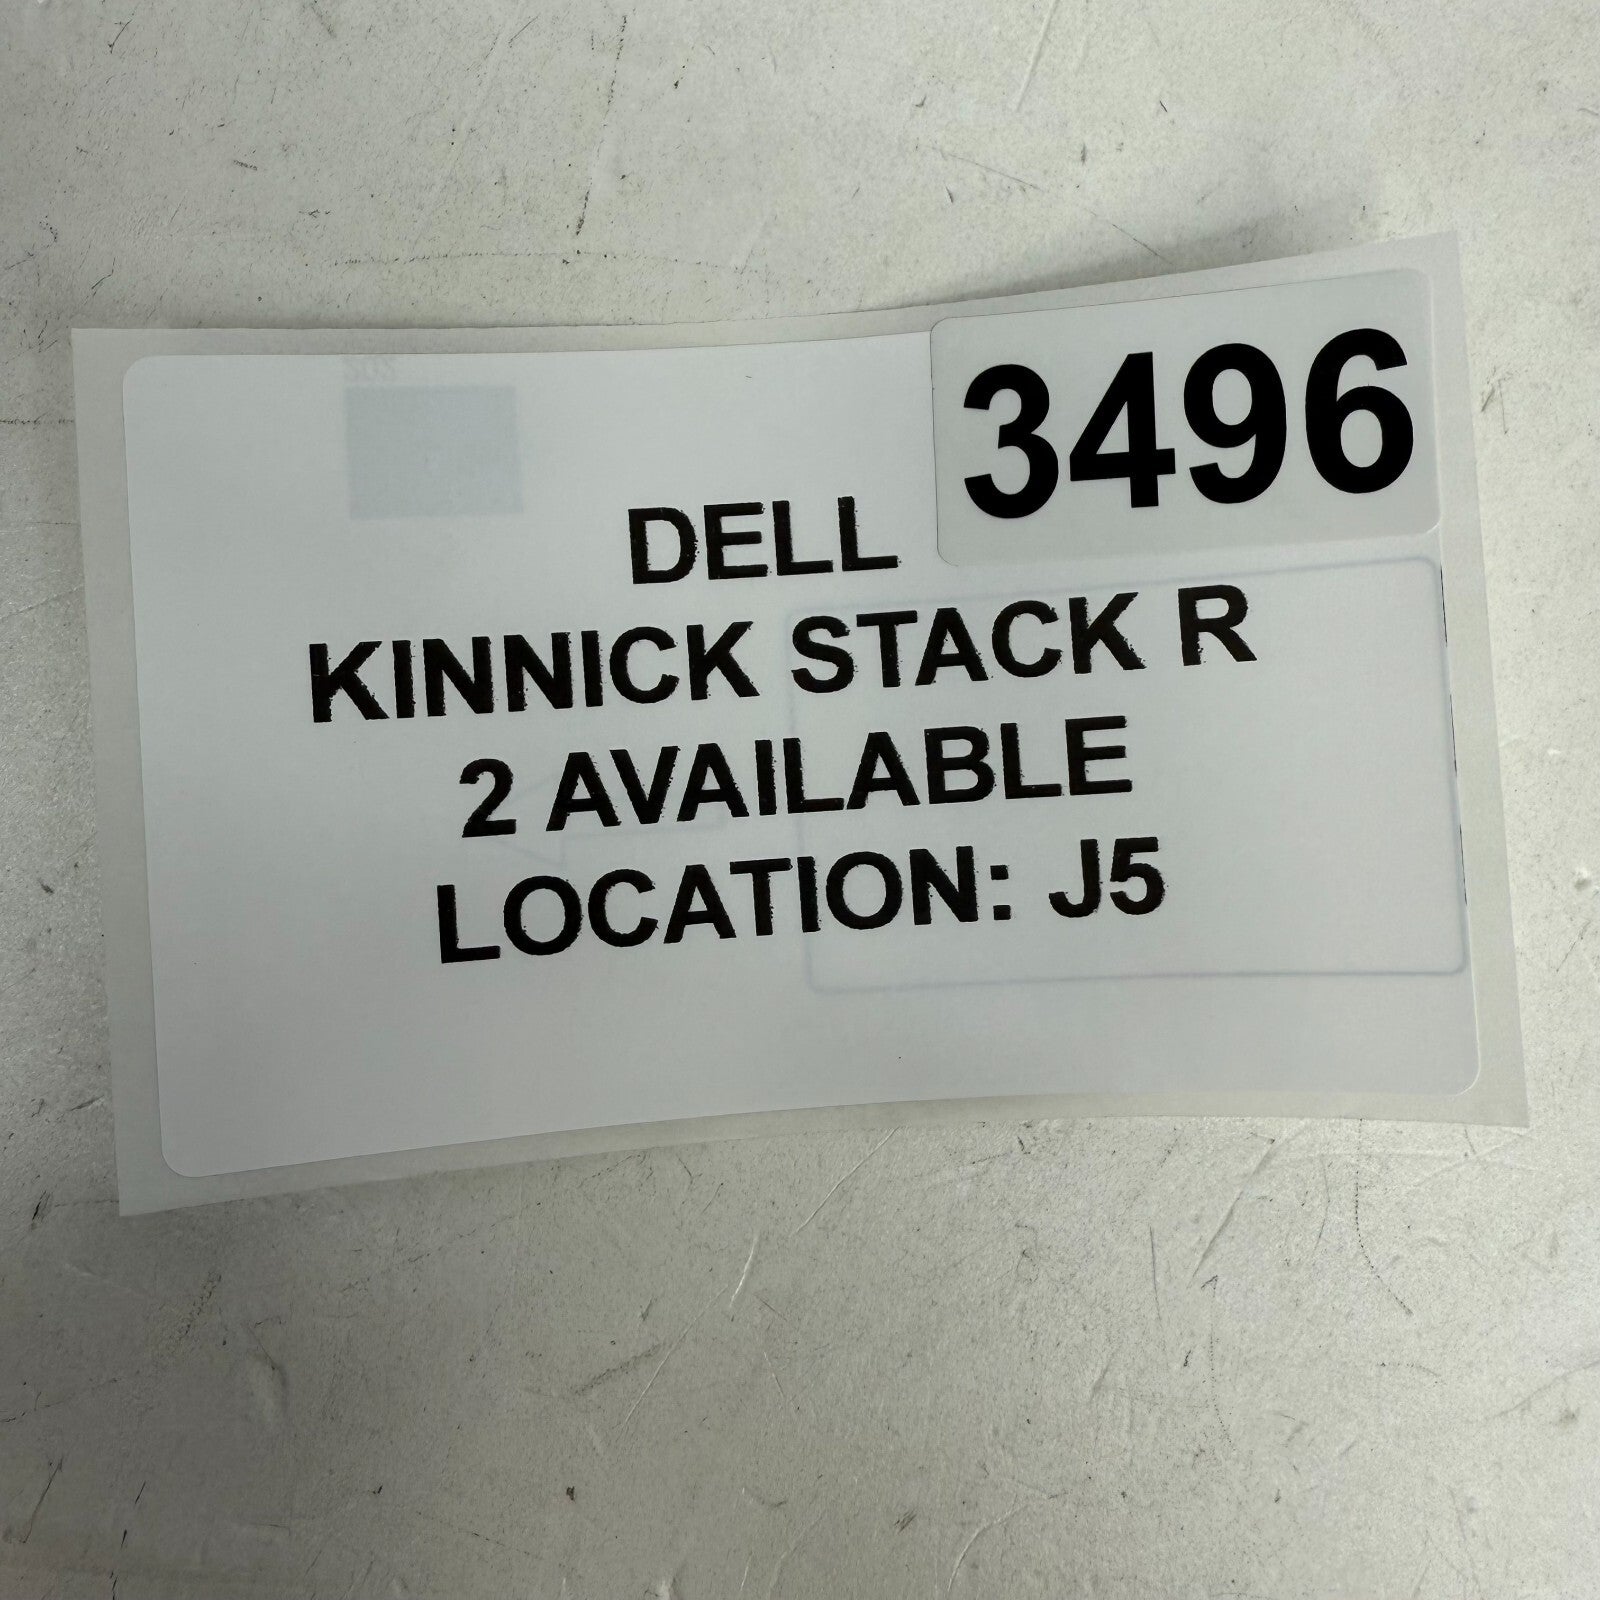 3496
DELL
KINNICK STACK R
2 AVAILABLE
LOCATION: J5